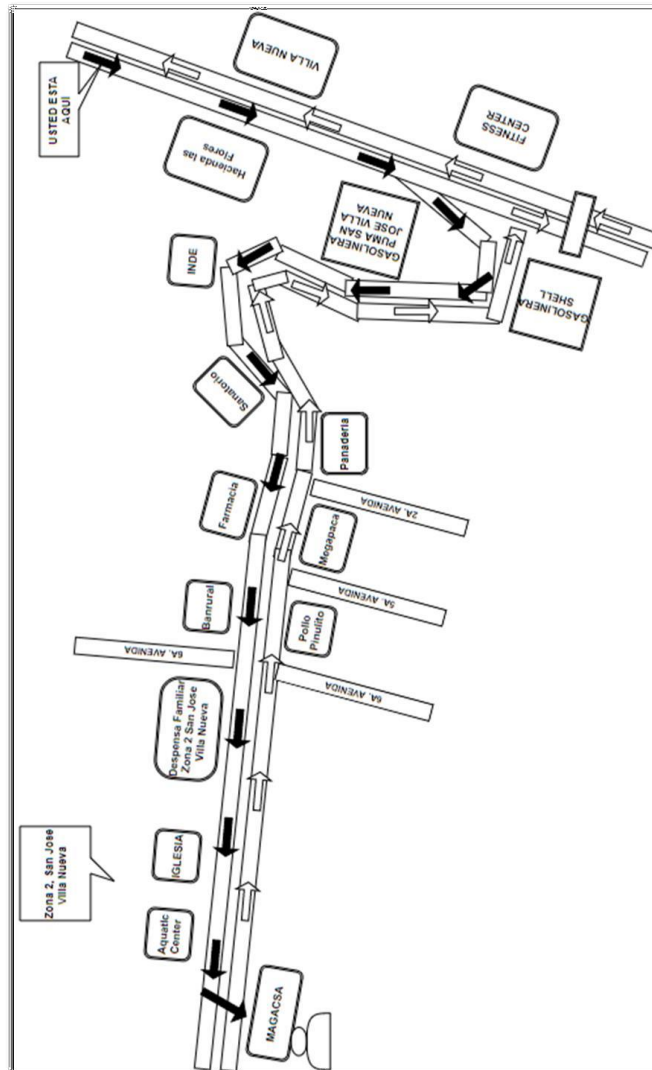 USTED ESTA
AQUÍ
VILLA NUEVA
Hacienda las
Flores
FITNESS
CENTER
GASOLINERA
PUMA SAN
JOSE VILLA
NUEVA
GASOLINERA
SHELL
INDE
Sanatorio
Panaderia
Farmacia
2A. AVENIDA
Megapaca
5A. AVENIDA
Banrural
Pollo
Pinulito
6A. AVENIDA
6A. AVENIDA
Despensa Familiar
Zona 2 San Jose
Villa Nueva
Zona 2, San Jose
Villa Nueva
IGLESIA
Aquatic
Center
MAGACSA